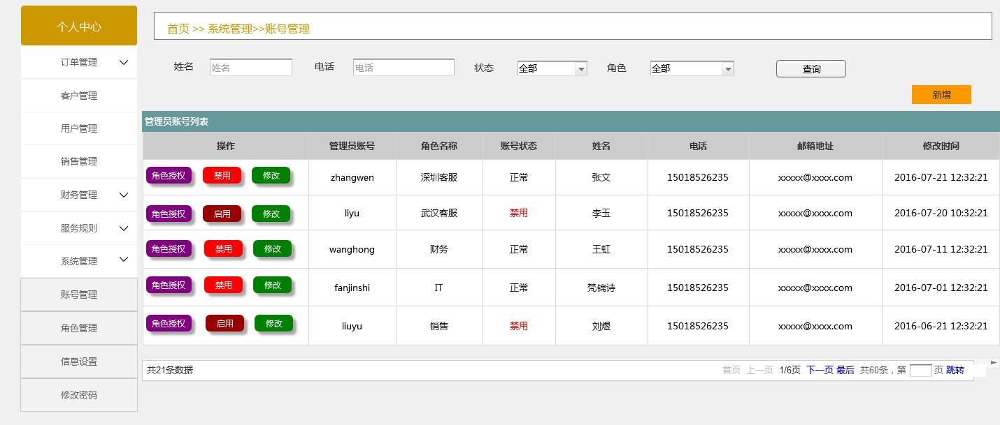 个人中心
订单管理
客户管理
用户管理
销售管理
财务管理
服务规则
系统管理
账号管理
角色管理
信息设置
修改密码
首页 >> 系统管理>>账号管理
姓名 姓名 电话 电话 状态 全部 角色 全部 查询
新增
管理员账号列表
操作 管理员账号 角色名称 账号状态 姓名 电话 邮箱地址 修改时间
角色授权 禁用 修改 zhangwen 深圳客服 正常 张文 15018526235 xxxxx@xxxx.com 2016-07-21 12:32:21
角色授权 启用 修改 liyu 武汉客服 禁用 李玉 15018526235 xxxxx@xxxx.com 2016-07-20 10:32:21
角色授权 禁用 修改 wanghong 财务 正常 王虹 15018526235 xxxxx@xxxx.com 2016-07-11 12:32:21
角色授权 禁用 修改 fanjinshi IT 正常 梵锦诗 15018526235 xxxxx@xxxx.com 2016-07-01 12:32:21
角色授权 启用 修改 liuyu 销售 禁用 刘煜 15018526235 xxxxx@xxxx.com 2016-06-21 12:32:21
共21条数据 首页 上一页 1/6页 下一页 最后 共60条，第 页 跳转